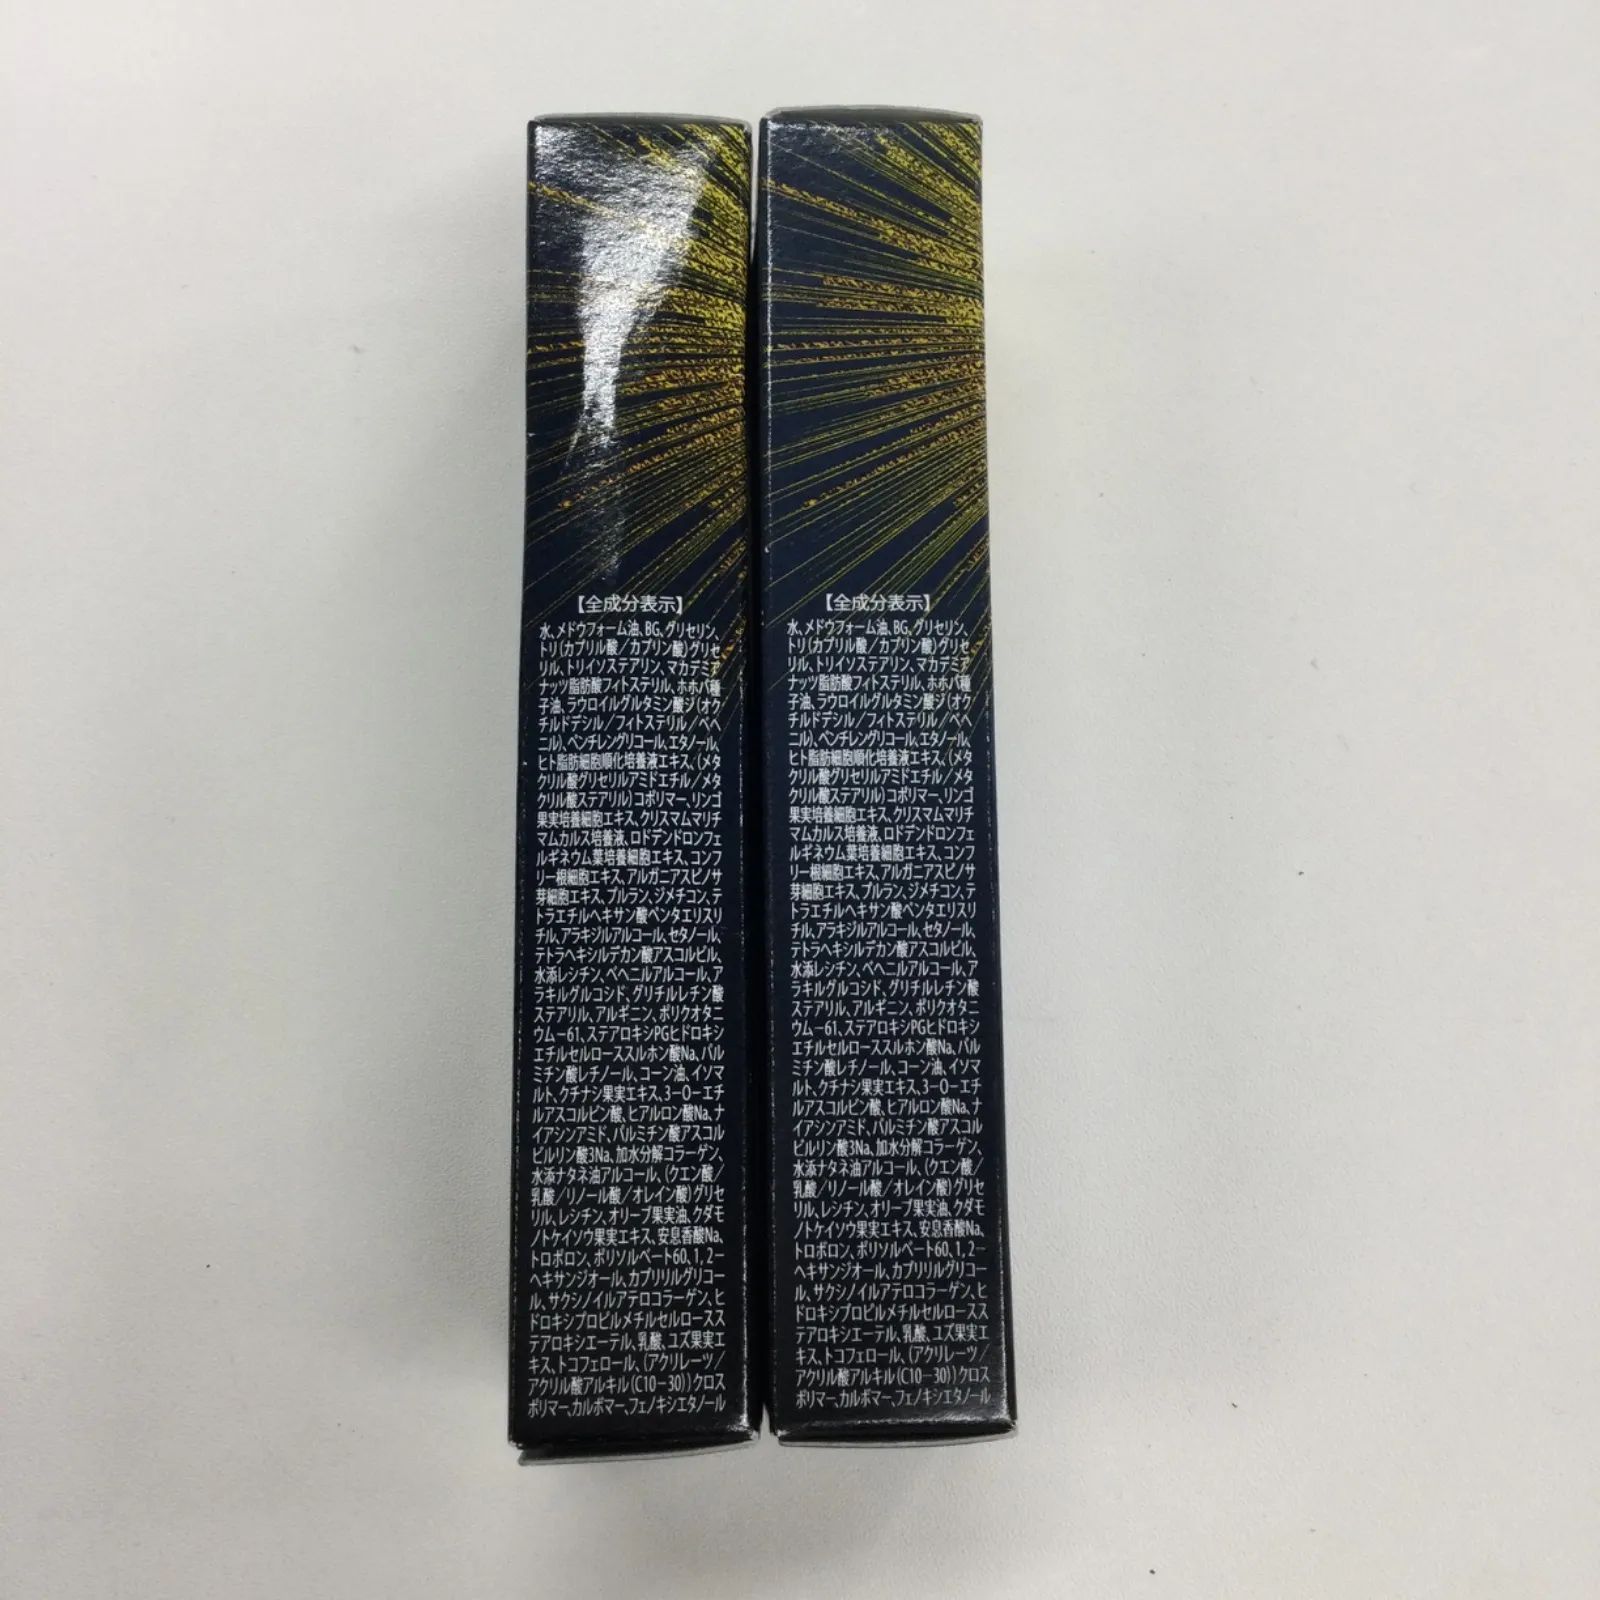 【全成分表示】
水、メドウフォーム油、BG、グリセリン、
トリ(カプリル酸/カプリン酸)グリセ
リル、トリイソステアリン、マカデミア
ナッツ脂肪酸フィトステリル、ホホバ種
子油、ラウロイルグルタミン酸ジ(オク
チルドデシル/フィトステリル/ベヘ
ニル)、ペンチレングリコール、エタノール、
ヒト脂肪細胞順化培養液エキス、(メタ
クリル酸グリセリルアミドエチル/メタ
クリル酸ステアリル)コポリマー、リンゴ
果実培養細胞エキス、クリスマムマリチ
マムカルス培養液、ロドデンドロンフェ
ルギネウム葉培養細胞エキス、コンフ
リー根細胞エキス、アルガニアスピノサ
芽細胞エキス、プルラン、ジメチコン、テ
トラエチルヘキサン酸ペンタエリスリ
チル、アラキジルアルコール、セタノール、
テトラヘキシルデカン酸アスコルビル、
水添レシチン、ベヘニルアルコール、ア
ラキルグルコシド、グリチルレチン酸
ステアリル、アルギニン、ポリクオタニ
ウム-61、ステアロキシPGヒドロキシ
エチルセルローススルホン酸Na、パル
ミチン酸レチノール、コーン油、イソマ
ルト、クチナシ果実エキス、3-O-エチ
ルアスコルビン酸、ヒアルロン酸Na、ナ
イアシンアミド、パルミチン酸アスコル
ビルリン酸3Na、加水分解コラーゲン、
水添ナタネ油アルコール、(クエン酸/
乳酸/リノール酸/オレイン酸)グリセ
リル、レシチン、オリーブ果実油、クダモ
ノトケイソウ果実エキス、安息香酸Na、
トロポロン、ポリソルベート60、1,2-
ヘキサンジオール、カプリリルグリコー
ル、サクシノイルアテロコラーゲン、ヒ
ドロキシプロピルメチルセルロースス
テアロキシエーテル、乳酸、ユズ果実エ
キス、トコフェロール、(アクリレーツ/
アクリル酸アルキル(C10-30))クロス
ポリマー、カルボマー、フェノキシエタノール
【全成分表示】
水、メドウフォーム油、BG、グリセリン、
トリ(カプリル酸/カプリン酸)グリセ
リル、トリイソステアリン、マカデミア
ナッツ脂肪酸フィトステリル、ホホバ種
子油、ラウロイルグルタミン酸ジ(オク
チルドデシル/フィトステリル/ベヘ
ニル)、ペンチレングリコール、エタノール、
ヒト脂肪細胞順化培養液エキス、(メタ
クリル酸グリセリルアミドエチル/メタ
クリル酸ステアリル)コポリマー、リンゴ
果実培養細胞エキス、クリスマムマリチ
マムカルス培養液、ロドデンドロンフェ
ルギネウム葉培養細胞エキス、コンフ
リー根細胞エキス、アルガニアスピノサ
芽細胞エキス、プルラン、ジメチコン、テ
トラエチルヘキサン酸ペンタエリスリ
チル、アラキジルアルコール、セタノール、
テトラヘキシルデカン酸アスコルビル、
水添レシチン、ベヘニルアルコール、ア
ラキルグルコシド、グリチルレチン酸
ステアリル、アルギニン、ポリクオタニ
ウム-61、ステアロキシPGヒドロキシ
エチルセルローススルホン酸Na、パル
ミチン酸レチノール、コーン油、イソマ
ルト、クチナシ果実エキス、3-O-エチ
ルアスコルビン酸、ヒアルロン酸Na、ナ
イアシンアミド、パルミチン酸アスコル
ビルリン酸3Na、加水分解コラーゲン、
水添ナタネ油アルコール、(クエン酸/
乳酸/リノール酸/オレイン酸)グリセ
リル、レシチン、オリーブ果実油、クダモ
ノトケイソウ果実エキス、安息香酸Na、
トロポロン、ポリソルベート60、1,2-
ヘキサンジオール、カプリリルグリコー
ル、サクシノイルアテロコラーゲン、ヒ
ドロキシプロピルメチルセルロースス
テアロキシエーテル、乳酸、ユズ果実エ
キス、トコフェロール、(アクリレーツ/
アクリル酸アルキル(C10-30))クロス
ポリマー、カルボマー、フェノキシエタノール